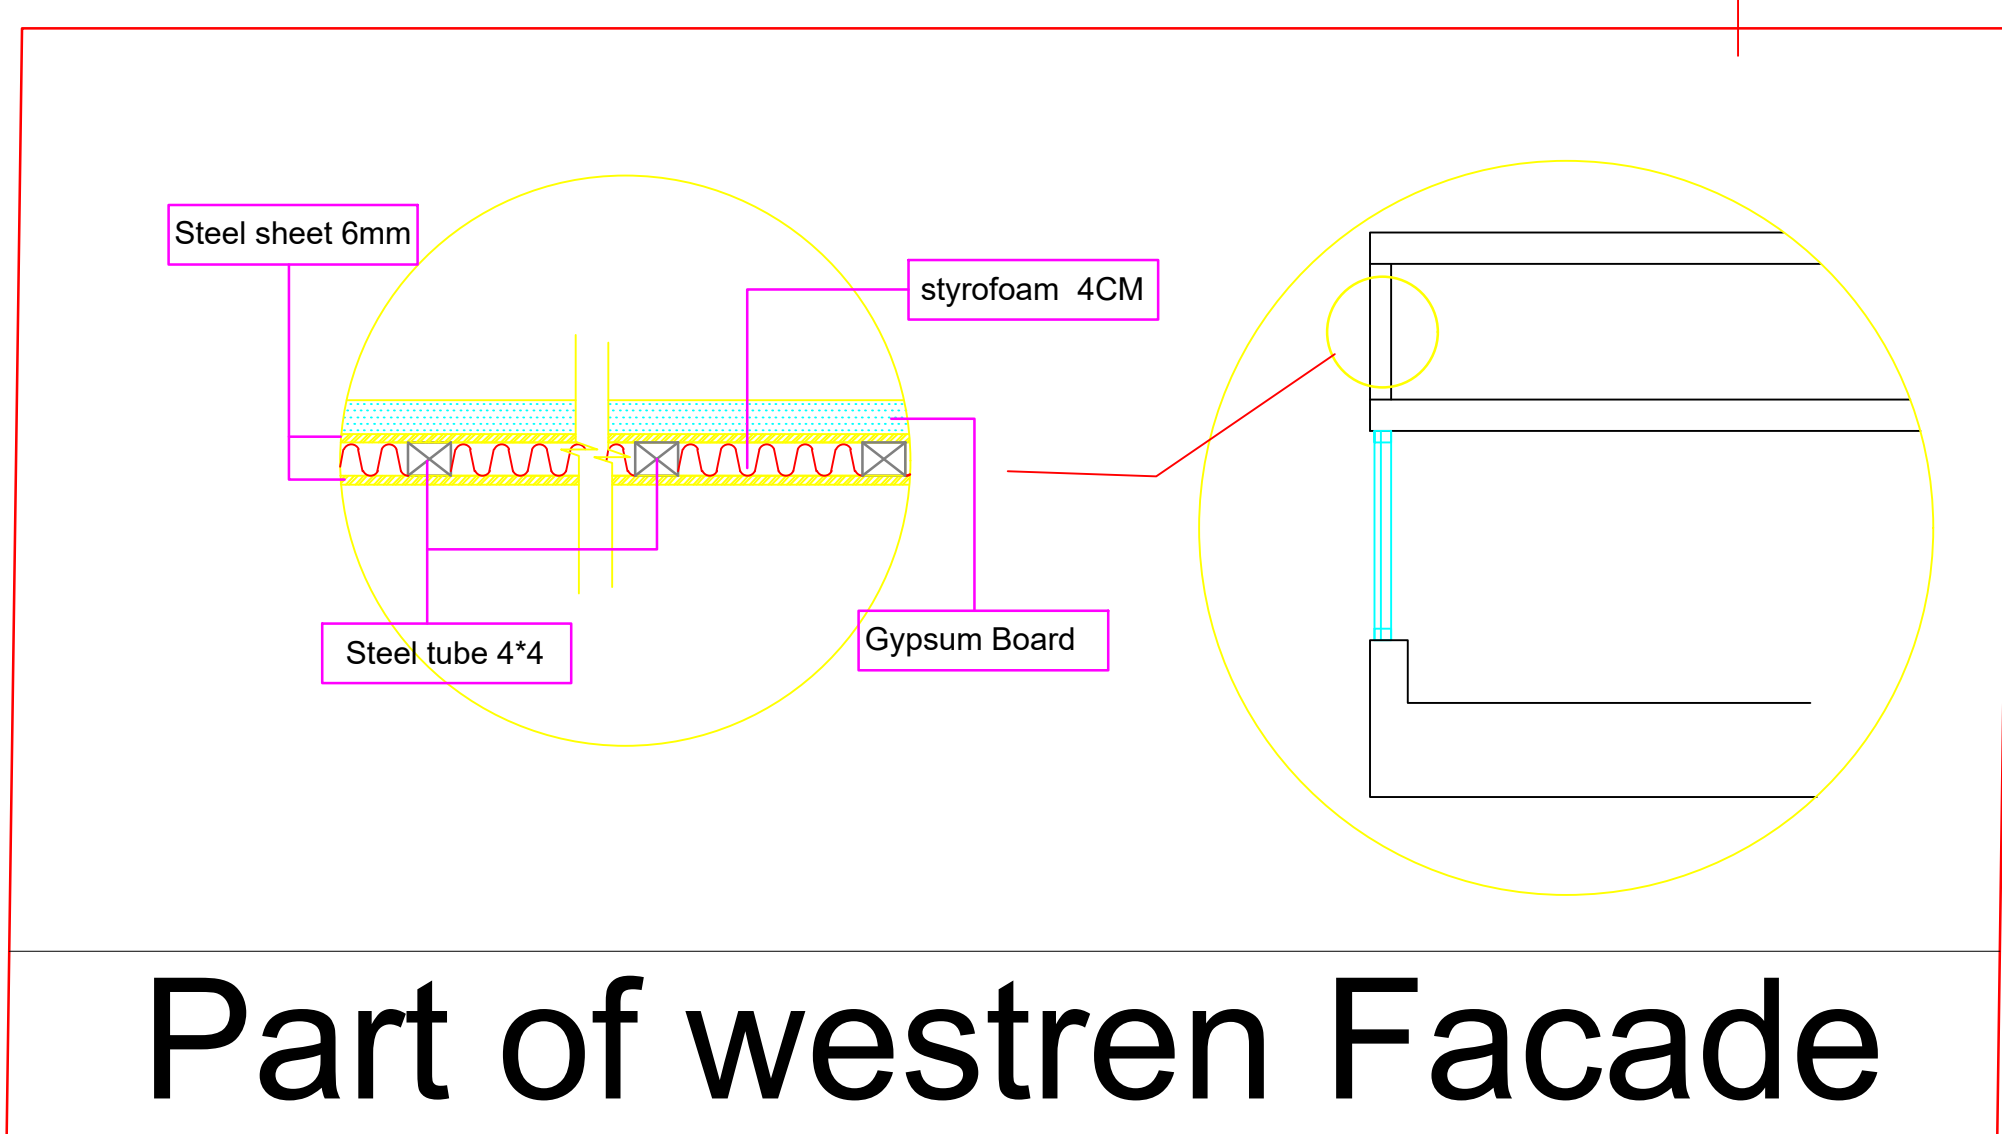 Steel sheet 6mm
styrofoam 4CM
Steel tube 4*4
Gypsum Board
Part of westren Facade